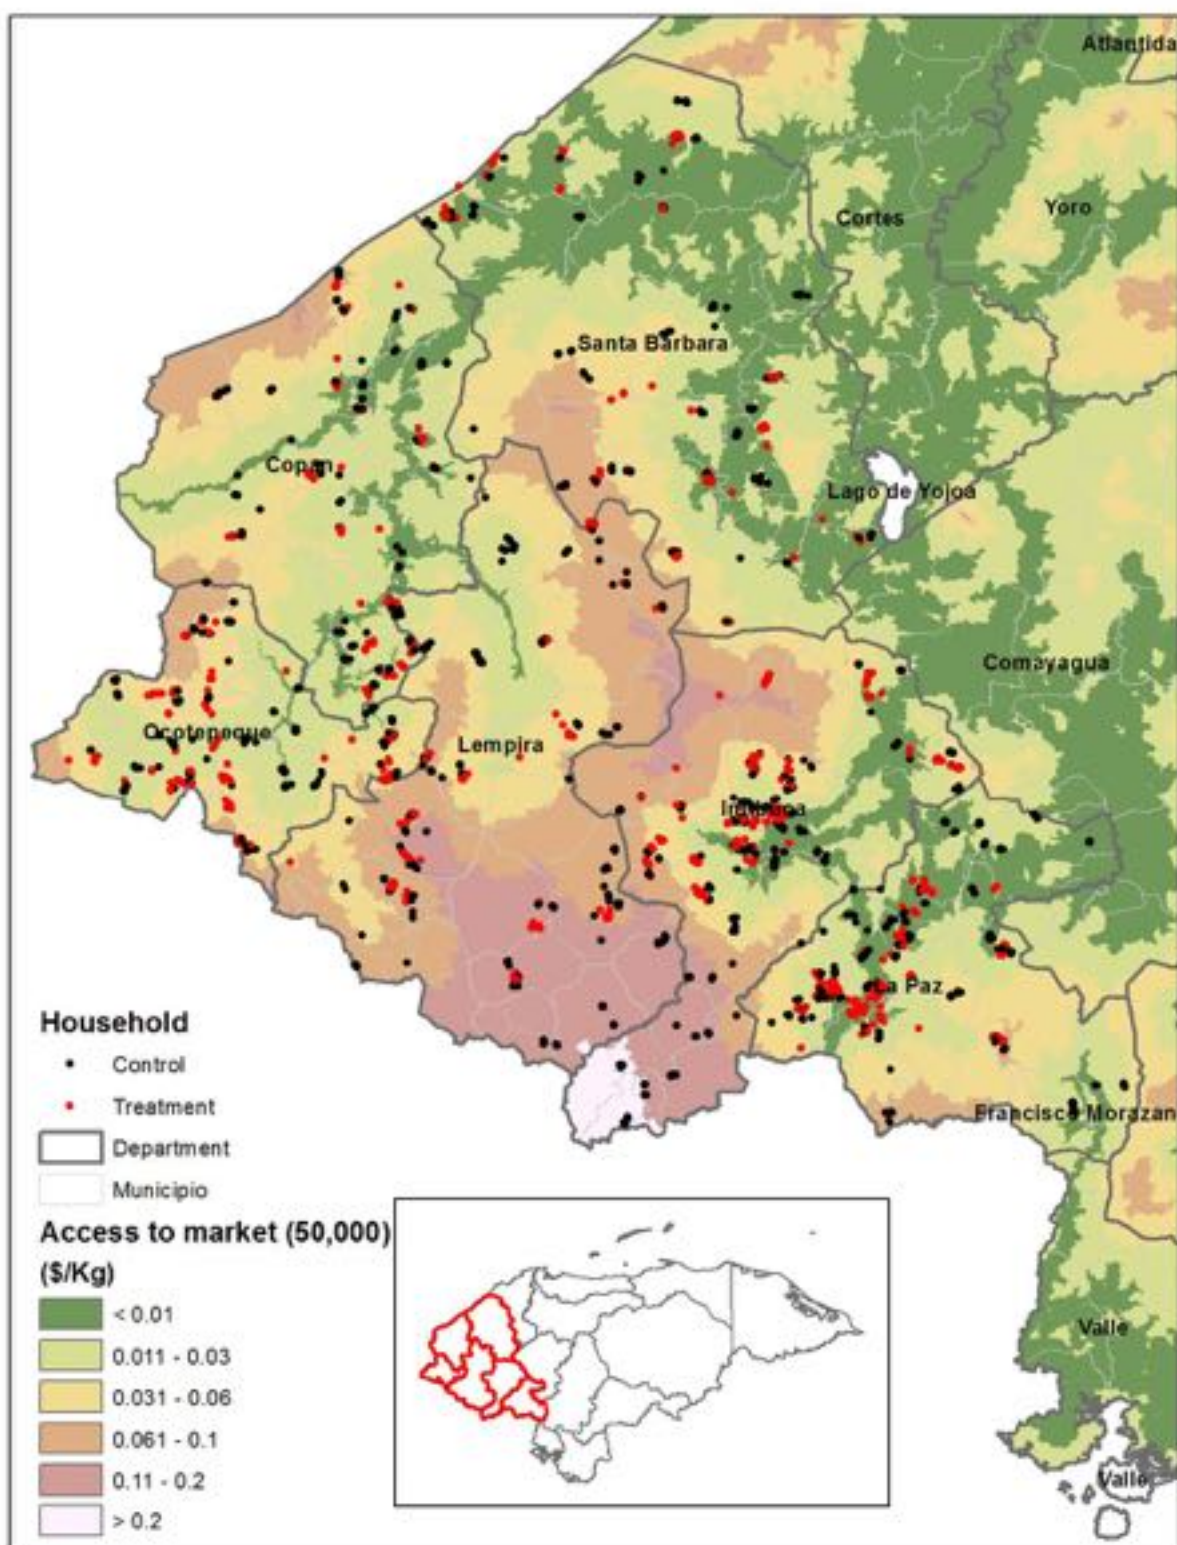 Atlantida
Cortes
Yoro
Santa Barbara
Copan
Lago de Yojoa
Comayagua
Ocotepeque
Lempira
Intibuca
La Paz
Francisco Morazan
Valle
Valle
Household
Control
Treatment
Department
Municipio
Access to market (50,000)
($/Kg)
< 0.01
0.011 - 0.03
0.031 - 0.06
0.061 - 0.1
0.11 - 0.2
> 0.2